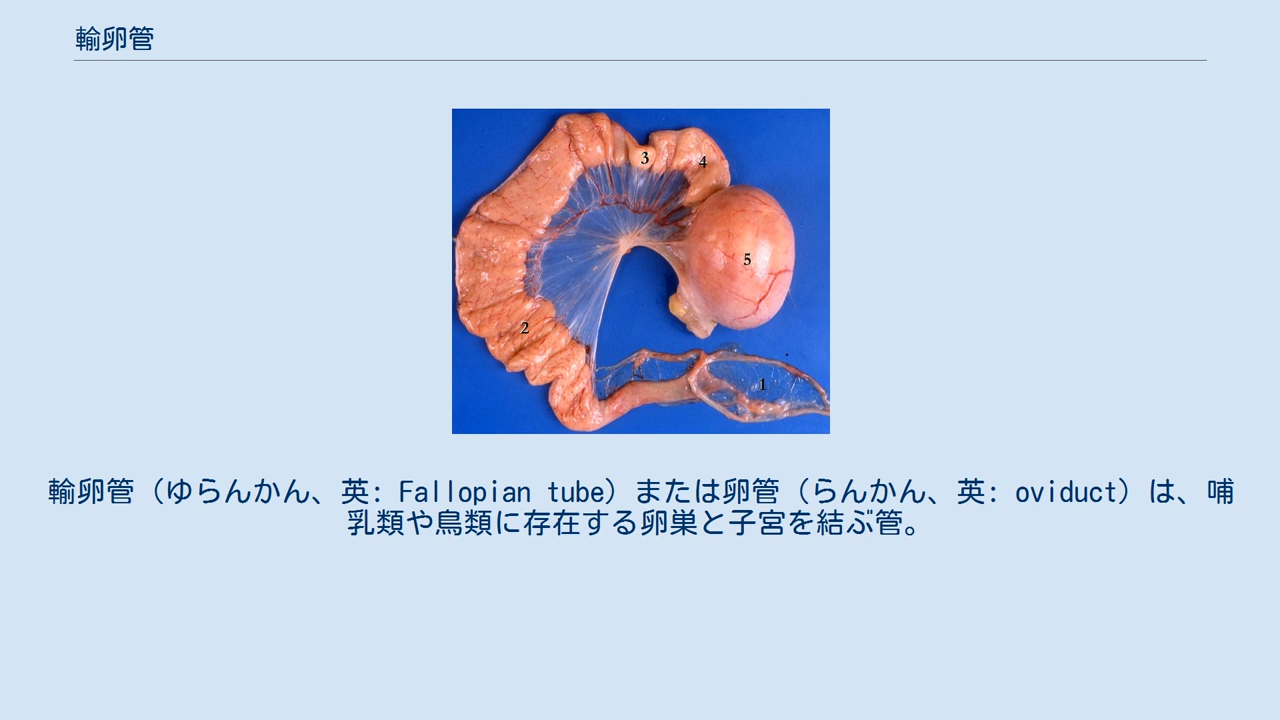 輸卵管
3
4
5
2
1
輸卵管（ゆらんかん、英: Fallopian tube）または卵管（らんかん、英: oviduct）は、哺
乳類や鳥類に存在する卵巣と子宮を結ぶ管。